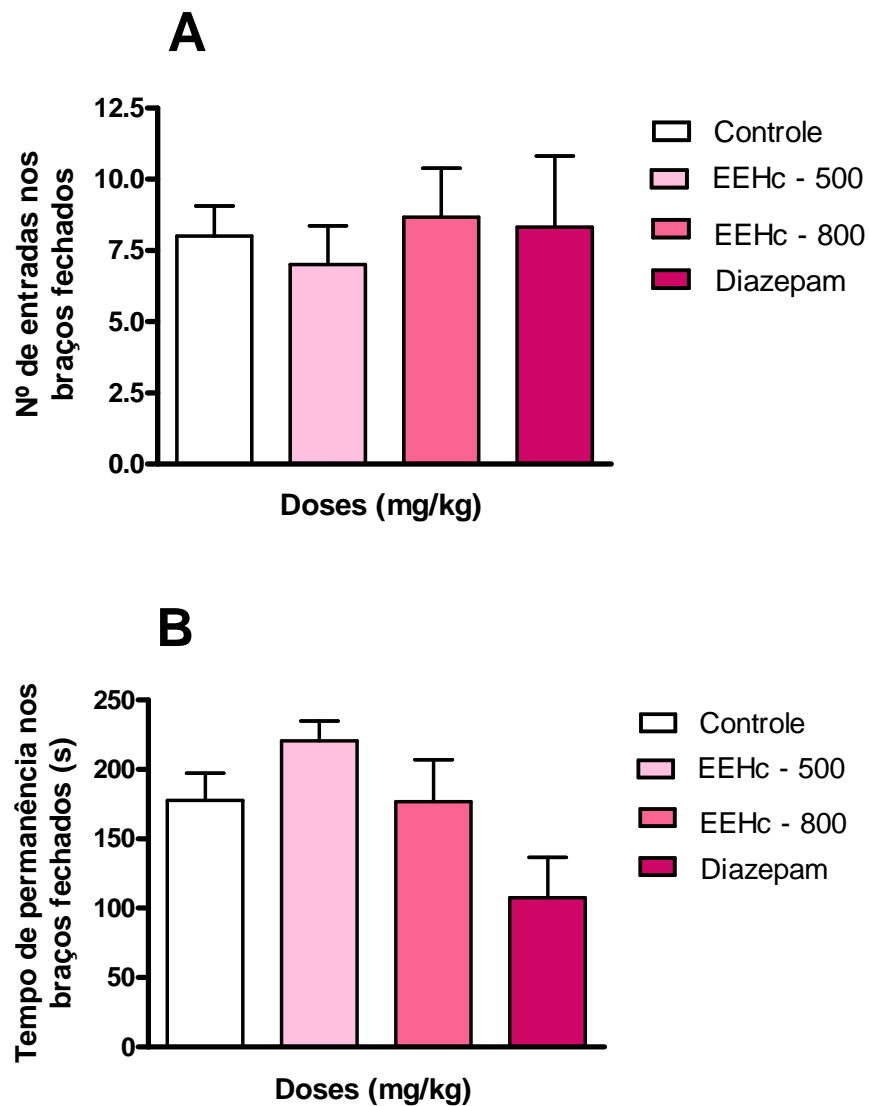 A
Nº de entradas nos
braços fechados
12.5
10.0
7.5
5.0
2.5
0.0
Doses (mg/kg)
Controle
EEHc - 500
EEHc - 800
Diazepam
B
Tempo de permanência nos
braços fechados (s)
250
200
150
100
50
0
Doses (mg/kg)
Controle
EEHc - 500
EEHc - 800
Diazepam